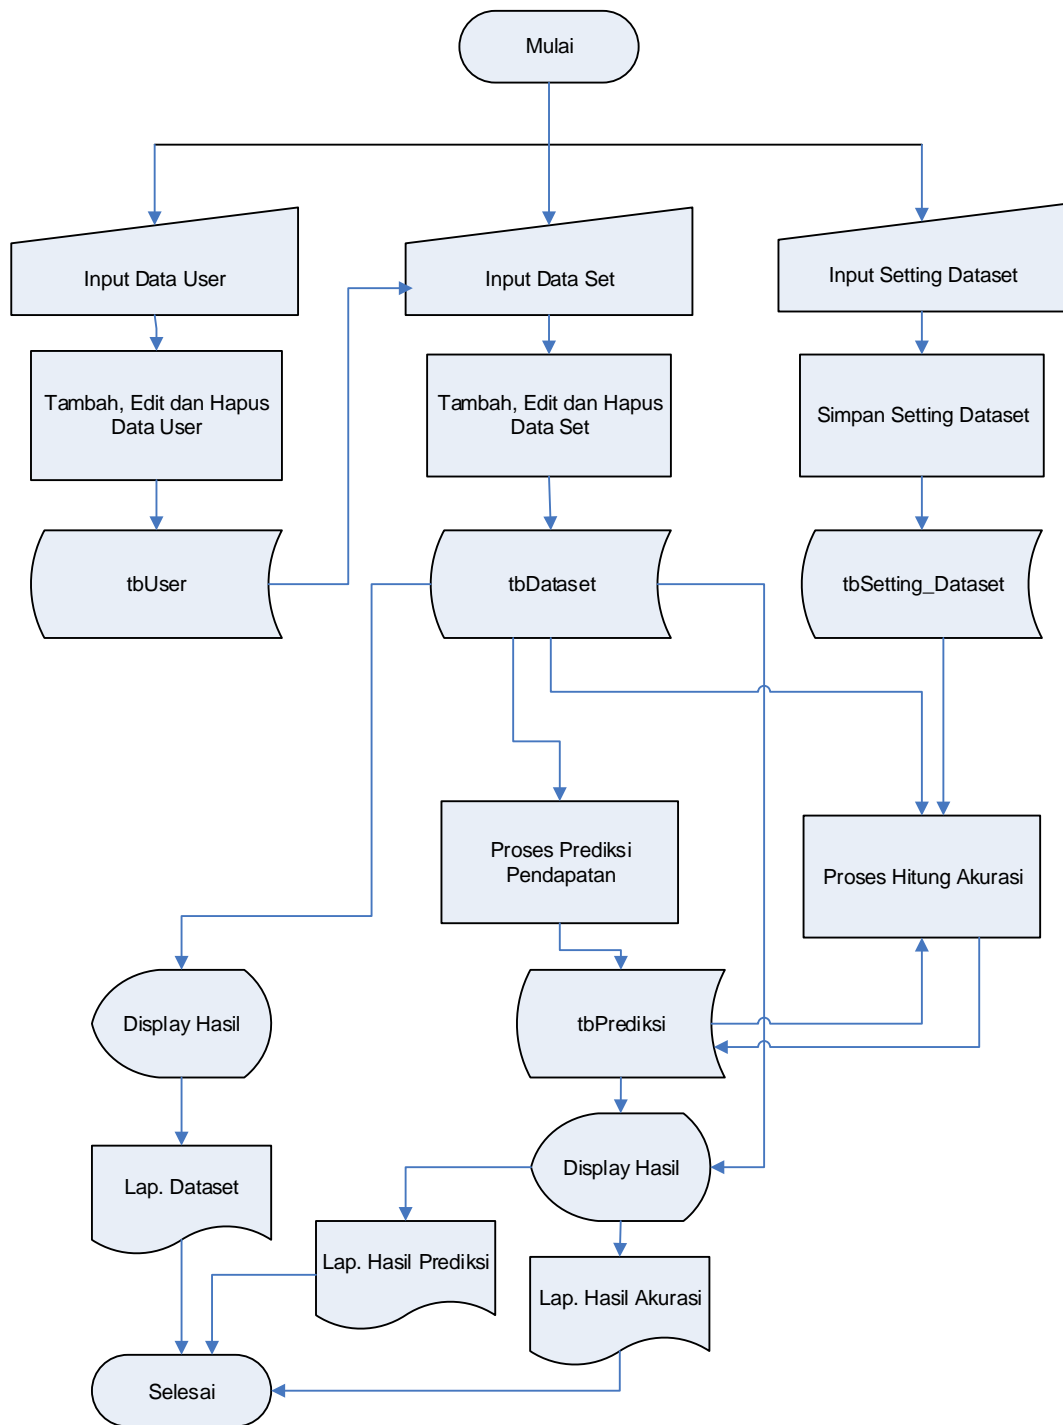 Mulai
Input Data User
Input Data Set
Input Setting Dataset
Tambah, Edit dan Hapus
Data User
Tambah, Edit dan Hapus
Data Set
Simpan Setting Dataset
tbUser
tbDataset
tbSetting_Dataset
Proses Prediksi
Pendapatan
Proses Hitung Akurasi
Display Hasil
tbPrediksi
Display Hasil
Lap. Dataset
Lap. Hasil Prediksi
Lap. Hasil Akurasi
Selesai